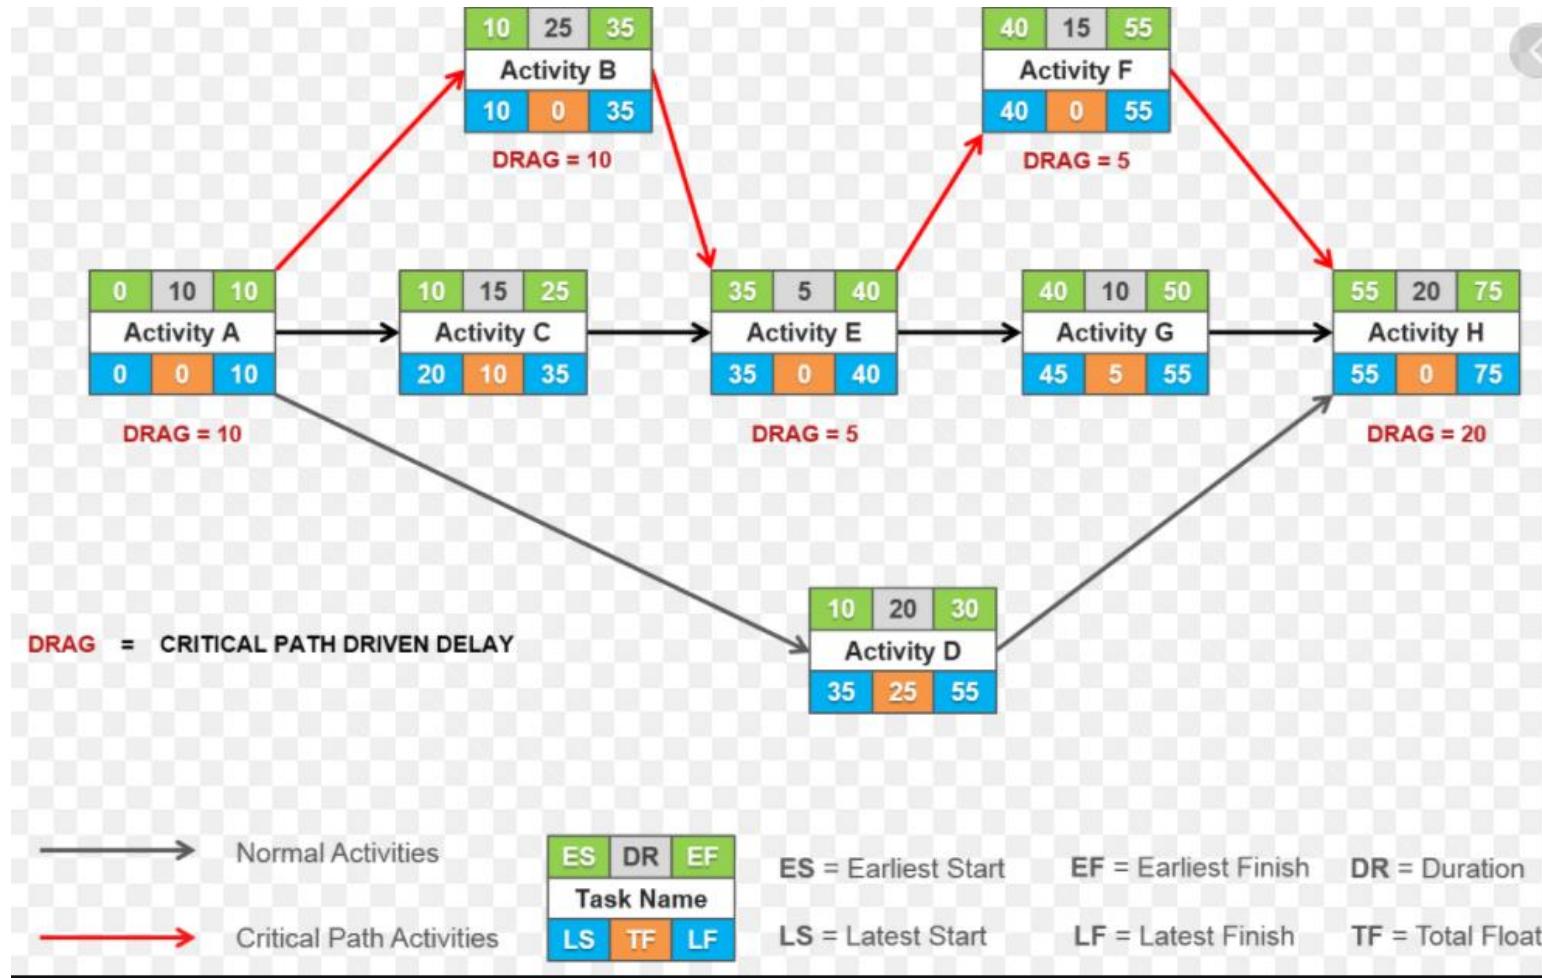 10 25 35
Activity B
10 0 35
DRAG = 10
40 15 55
Activity F
40 0 55
DRAG = 5
0 10 10
Activity A
0 0 10
DRAG = 10
10 15 25
Activity C
20 10 35
35 5 40
Activity E
35 0 40
DRAG = 5
40 10 50
Activity G
45 5 55
55 20 75
Activity H
55 0 75
DRAG = 20
10 20 30
Activity D
35 25 55
DRAG = CRITICAL PATH DRIVEN DELAY
Normal Activities
Critical Path Activities
ES DR EF
Task Name
LS TF LF
ES = Earliest Start
EF = Earliest Finish
DR = Duration
LS = Latest Start
LF = Latest Finish
TF = Total Float